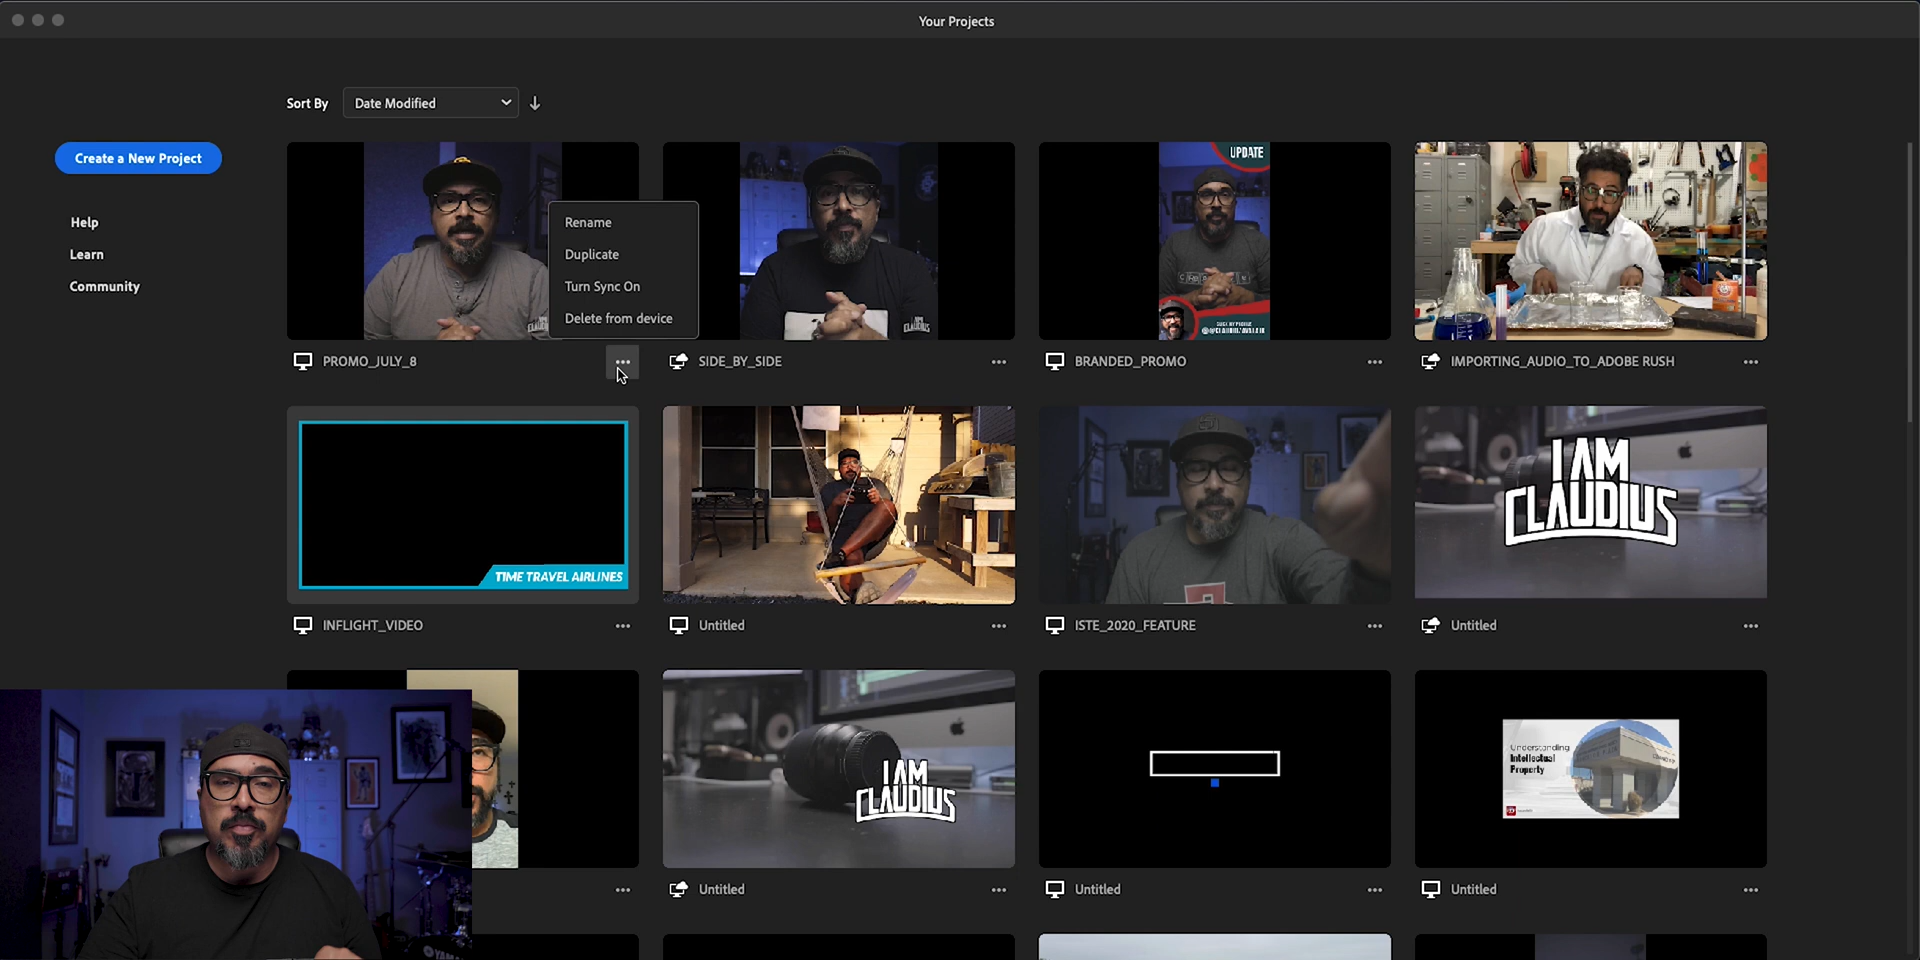 Your Projects
Sort By
Date Modified
Create a New Project
Help
Learn
Community
UPDATE
Rename
Duplicate
Turn Sync On
Delete from device
PROMO_JULY_8
SIDE_BY_SIDE
BRANDED_PROMO
IMPORTING_AUDIO_TO_ADOBE RUSH
I AM
CLAUDIUS
TIME TRAVEL AIRLINES
INFLIGHT_VIDEO
Untitled
ISTE_2020_FEATURE
Untitled
I AM
CLAUDIUS
Understanding
Intellectual
Property
Untitled
Untitled
Untitled